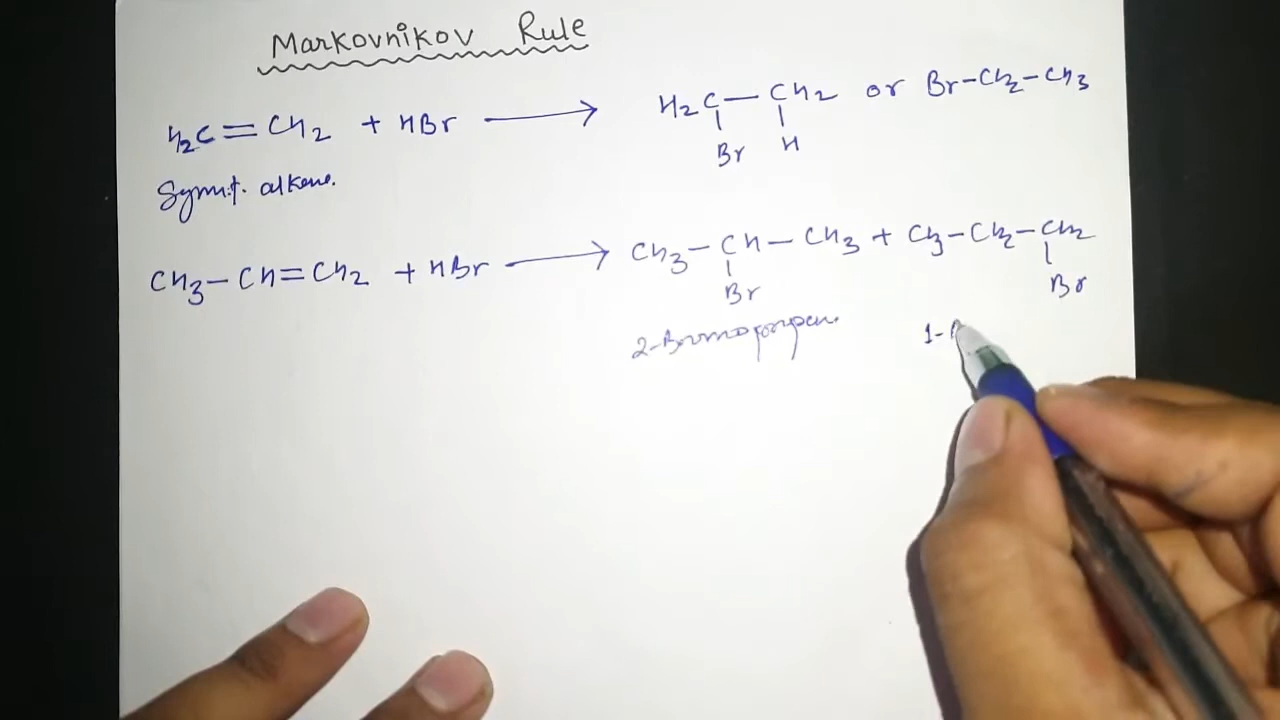 Markovnikov Rule
H2C=CH2 + HBr ⟶ H2C—CH2 or Br-CH2-CH3
Br H
Symmt. alkene.
CH3-CH=CH2 + HBr ⟶ CH3-CH-CH3 + CH3-CH2-CH2
Br Br
2-Bromopropen. 1-